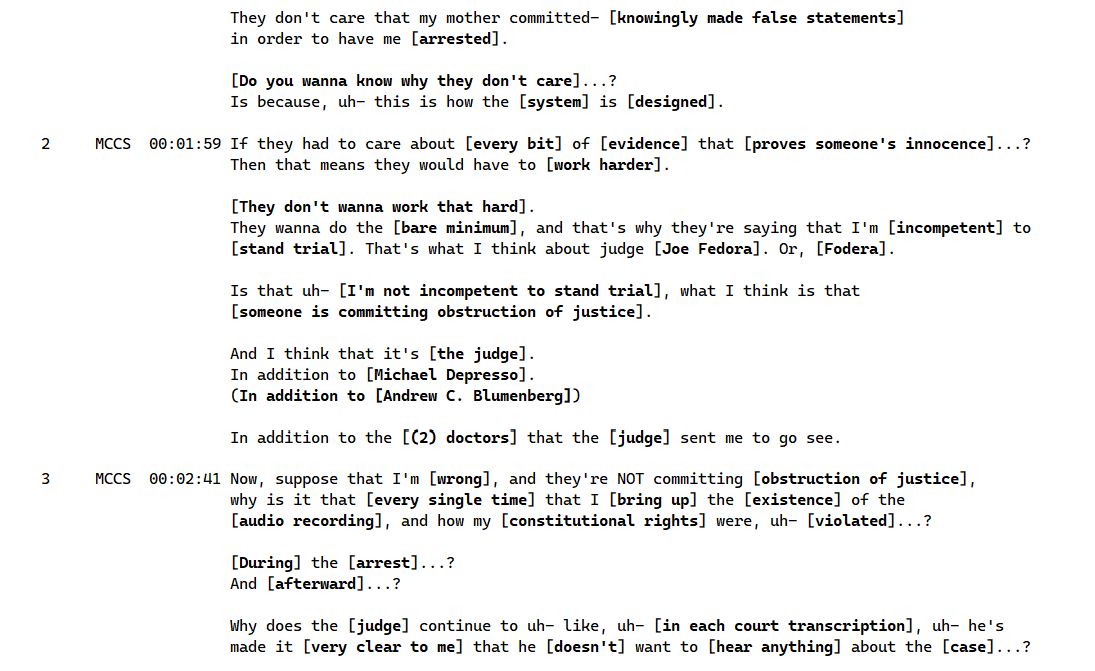 They don't care that my mother committed— [knowingly made false statements]
in order to have me [arrested].
[Do you wanna know why they don't care]...?
Is because, uh— this is how the [system] is [designed].
2 MCCS 00:01:59 If they had to care about [every bit] of [evidence] that [proves someone's innocence]...?
Then that means they would have to [work harder].
[They don't wanna work that hard].
They wanna do the [bare minimum], and that's why they're saying that I'm [incompetent] to
[stand trial]. That's what I think about judge [Joe Fedora]. Or, [Fodera].
Is that uh— [I'm not incompetent to stand trial], what I think is that
[someone is committing obstruction of justice].
And I think that it's [the judge].
In addition to [Michael Depresso].
(In addition to [Andrew C. Blumenberg])
In addition to the [(2) doctors] that the [judge] sent me to go see.
3 MCCS 00:02:41 Now, suppose that I'm [wrong], and they're NOT committing [obstruction of justice],
why is it that [every single time] that I [bring up] the [existence] of the
[audio recording], and how my [constitutional rights] were, uh— [violated]...?
[During] the [arrest]...?
And [afterward]...?
Why does the [judge] continue to uh— like, uh— [in each court transcription], uh— he's
made it [very clear to me] that he [doesn't] want to [hear anything] about the [case]...?